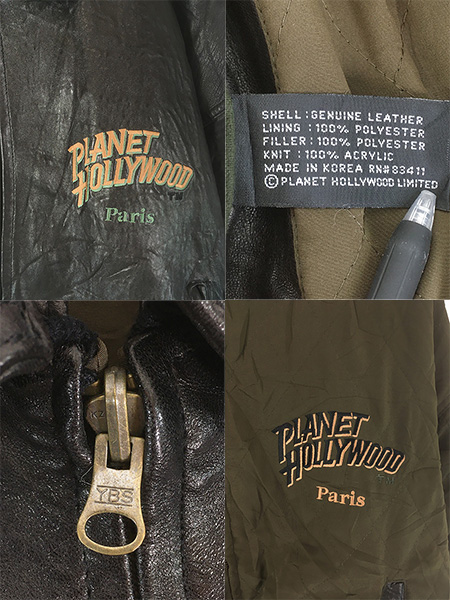 PLANET
HOLLYWOOD
TM
Paris
SHELL : GENUINE LEATHER
LINING : 100% POLYESTER
FILLER : 100% POLYESTER
KNIT : 100% ACRYLIC
MADE IN KOREA RN#83411
© PLANET HOLLYWOOD LIMITED
KZ
YBS
PLANET
HOLLYWOOD
TM
Paris